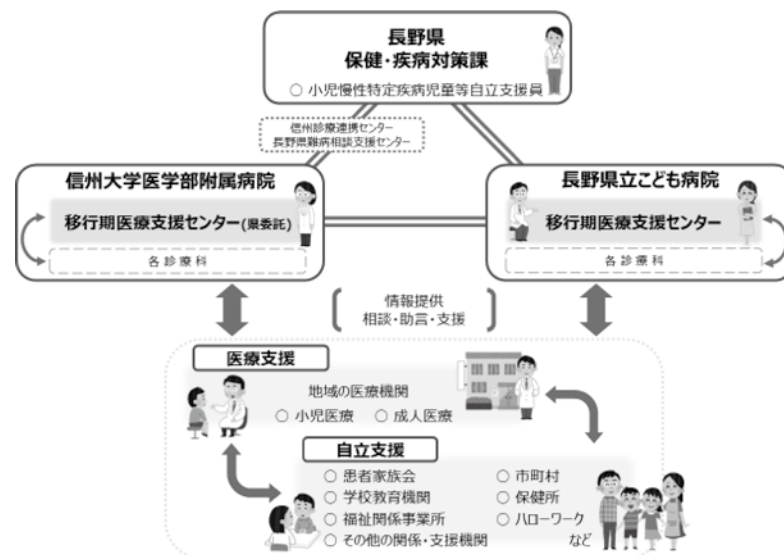 長野県
保健・疾病対策課
○ 小児慢性特定疾病児童等自立支援員
信州診療連携センター
長野県難病相談支援センター
信州大学医学部附属病院
移行期医療支援センター(県委託)
各診療科
長野県立こども病院
移行期医療支援センター
各診療科
情報提供
相談・助言・支援
医療支援
地域の医療機関
○ 小児医療 ○ 成人医療
自立支援
○ 患者家族会
○ 学校教育機関
○ 福祉関係事業所
○ その他の関係・支援機関
○ 市町村
○ 保健所
○ ハローワーク
など